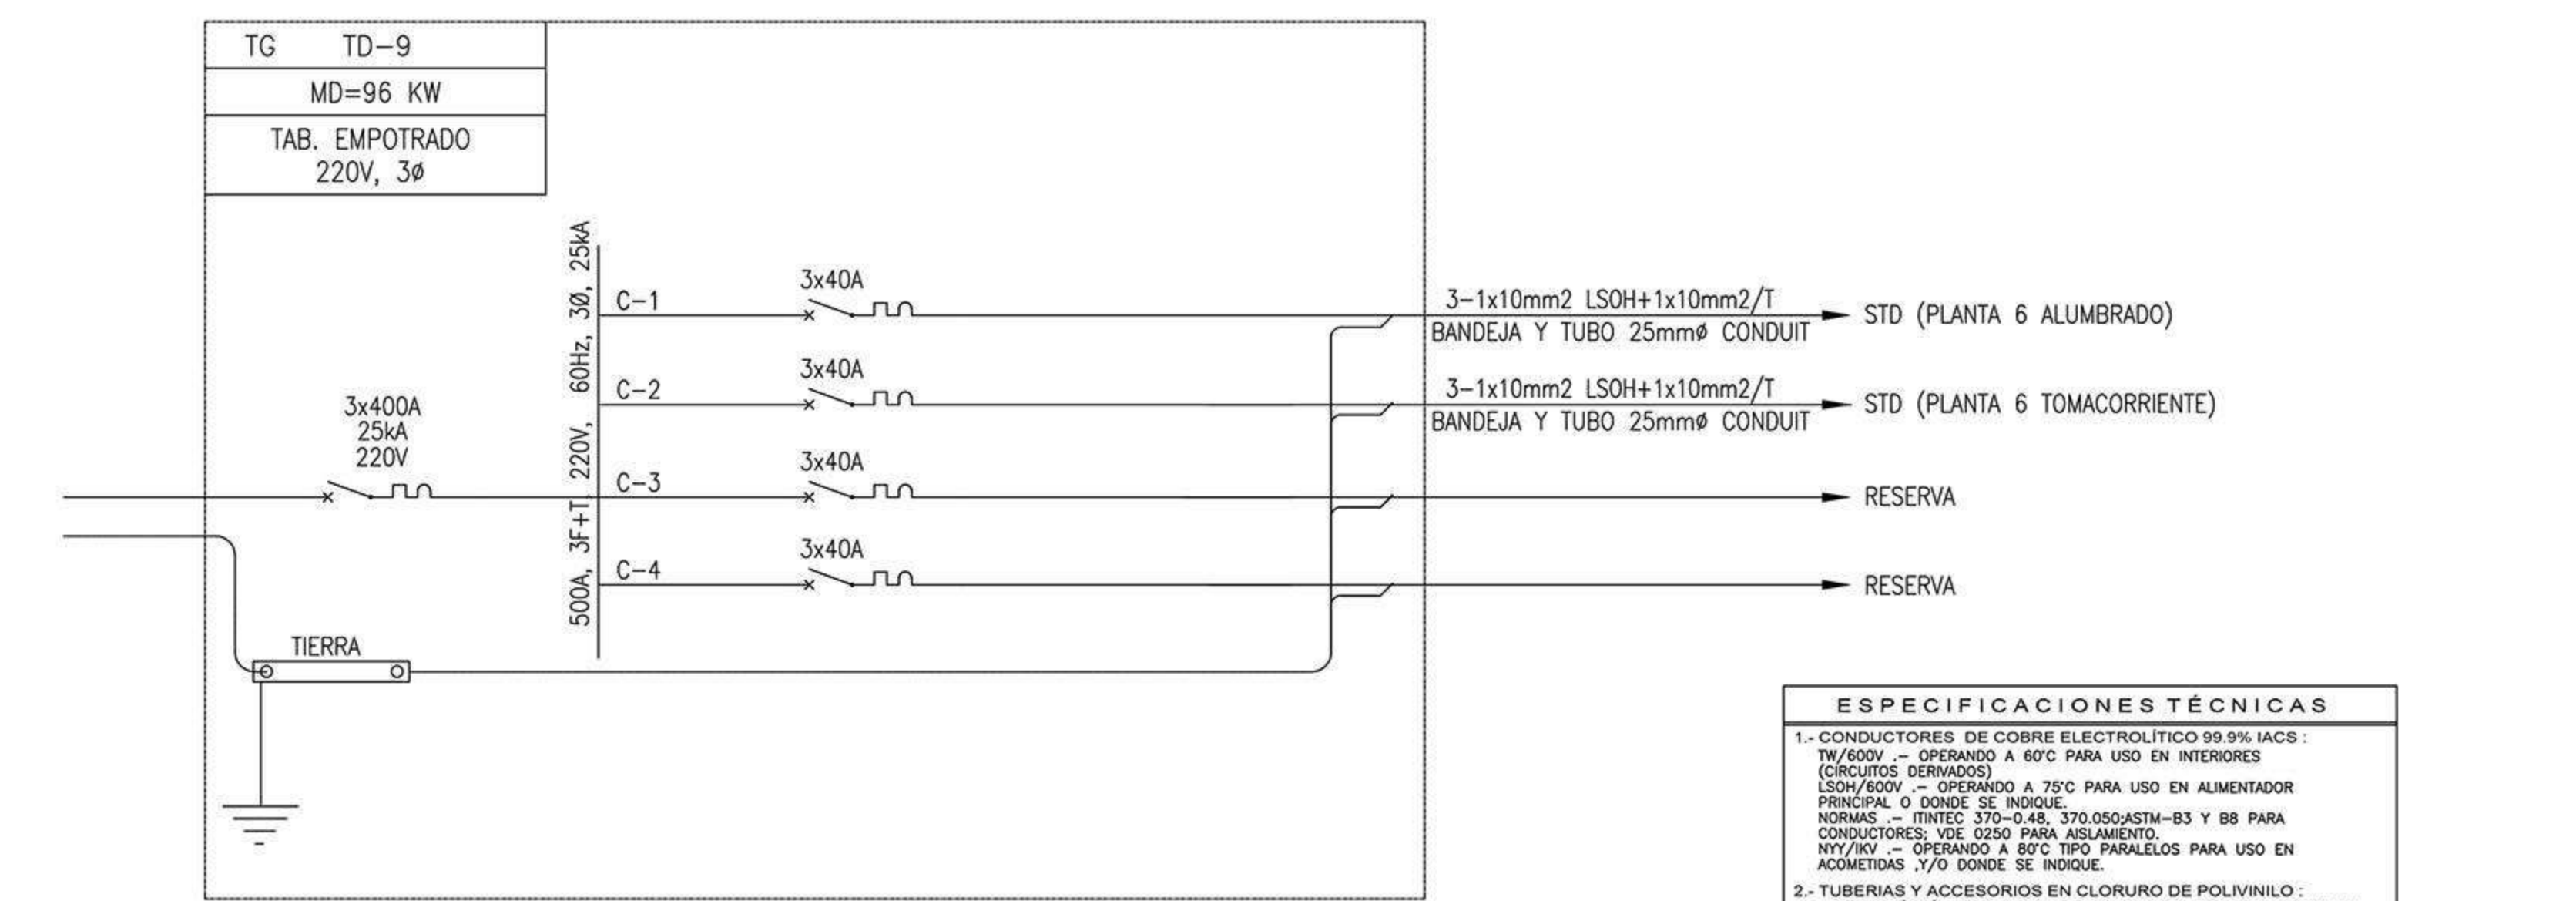 TG TD-9
MD=96 KW
TAB. EMPOTRADO
220V, 3ø
500A, 3F+T, 220V, 60Hz, 3Ø, 25kA
3x400A
25kA
220V
TIERRA
C-1
3x40A
3-1x10mm2 LSOH+1x10mm2/T
BANDEJA Y TUBO 25mmø CONDUIT
STD (PLANTA 6 ALUMBRADO)
C-2
3x40A
3-1x10mm2 LSOH+1x10mm2/T
BANDEJA Y TUBO 25mmø CONDUIT
STD (PLANTA 6 TOMACORRIENTE)
C-3
3x40A
RESERVA
C-4
3x40A
RESERVA
ESPECIFICACIONES TÉCNICAS
1.- CONDUCTORES DE COBRE ELECTROLÍTICO 99.9% IACS :
TW/600V .- OPERANDO A 60°C PARA USO EN INTERIORES
(CIRCUITOS DERIVADOS)
LSOH/600V .- OPERANDO A 75°C PARA USO EN ALIMENTADOR
PRINCIPAL O DONDE SE INDIQUE.
NORMAS .- ITINTEC 370-0.48, 370.050;ASTM-B3 Y B8 PARA
CONDUCTORES; VDE 0250 PARA AISLAMIENTO.
NYY/IKV .- OPERANDO A 80°C TIPO PARALELOS PARA USO EN
ACOMETIDAS ,Y/O DONDE SE INDIQUE.
2.- TUBERIAS Y ACCESORIOS EN CLORURO DE POLIVINILO :